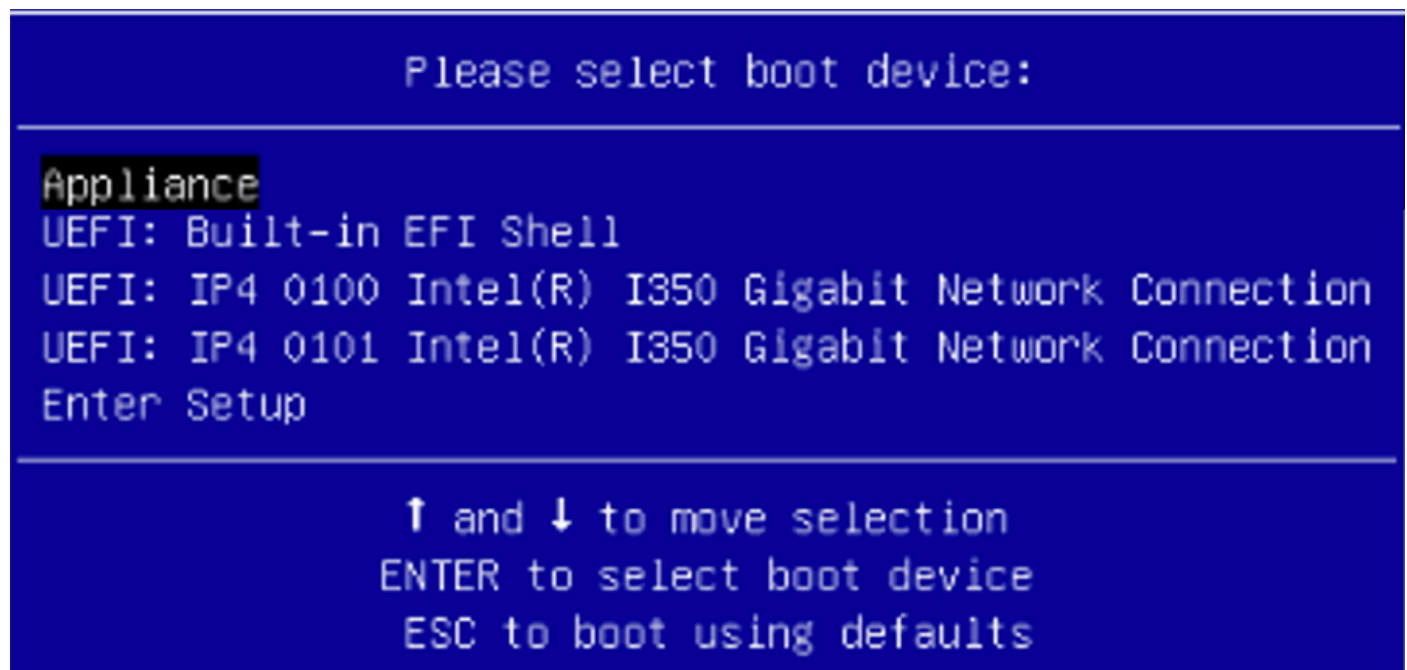 Please select boot device:
Appliance
UEFI: Built-in EFI Shell
UEFI: IP4 0100 Intel(R) I350 Gigabit Network Connection
UEFI: IP4 0101 Intel(R) I350 Gigabit Network Connection
Enter Setup
↑ and ↓ to move selection
ENTER to select boot device
ESC to boot using defaults